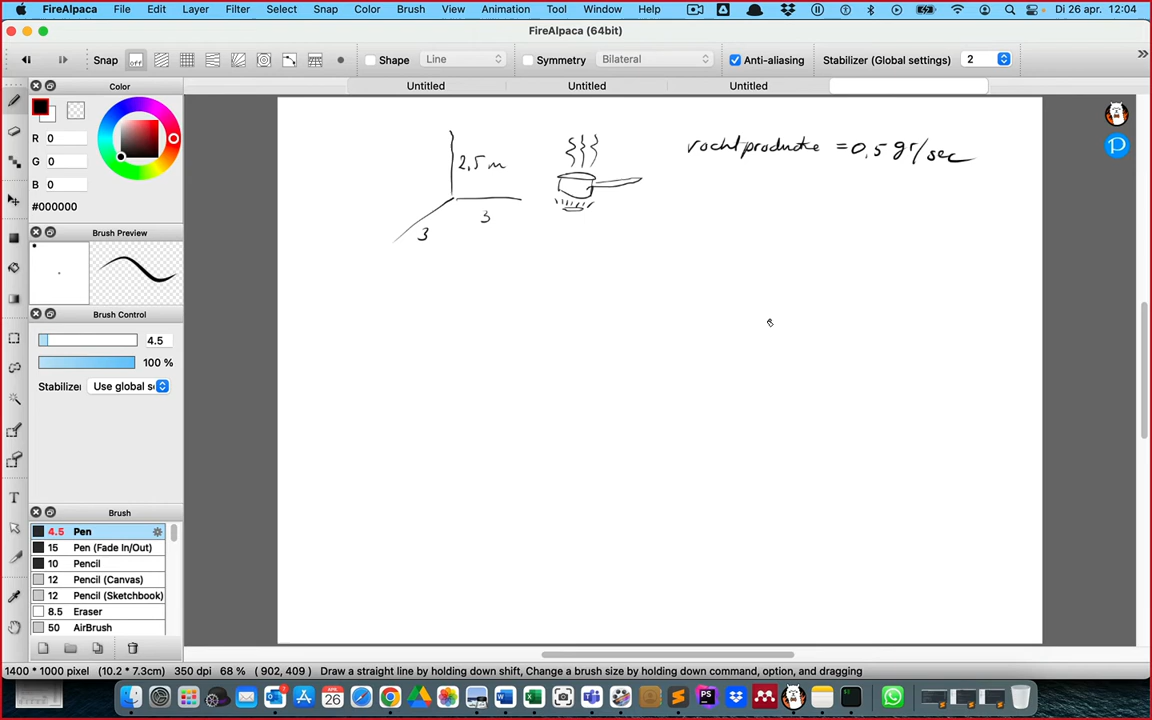 FireAlpaca File Edit Layer Filter Select Snap Color Brush View Animation Tool Window Help Di 26 apr. 12:04
FireAlpaca (64bit)
Snap off Shape Line Symmetry Bilateral Anti-aliasing Stabilizer (Global settings) 2
Untitled Untitled Untitled
Color
R 0
G 0
B 0
#000000
Brush Preview
Brush Control
4.5
100 %
Stabilizer Use global s
Brush
4.5 Pen
15 Pen (Fade In/Out)
10 Pencil
12 Pencil (Canvas)
12 Pencil (Sketchbook)
8.5 Eraser
50 AirBrush
2,5 m
3
3
vochtproductie = 0,5 gr/sec
1400 * 1000 pixel (10.2 * 7.3cm) 350 dpi 68 % (902, 409) Draw a straight line by holding down shift, Change a brush size by holding down command, option, and dragging